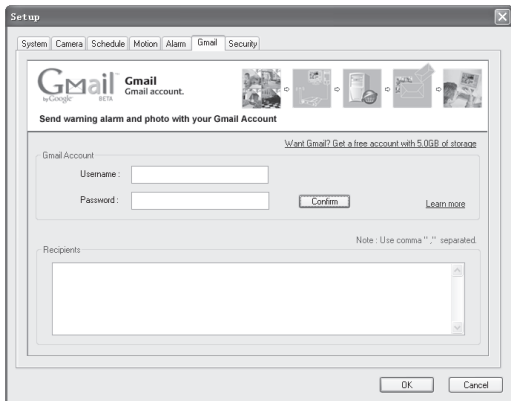 Setup
System Camera Schedule Motion Alarm Gmail Security
Gmail
by Google BETA
Gmail
Gmail account.
Send warning alarm and photo with your Gmail Account
Want Gmail? Get a free account with 5.0GB of storage
Gmail Account
Username :
Password :
Confirm
Learn more
Note : Use comma "," separated.
Recipients
OK Cancel